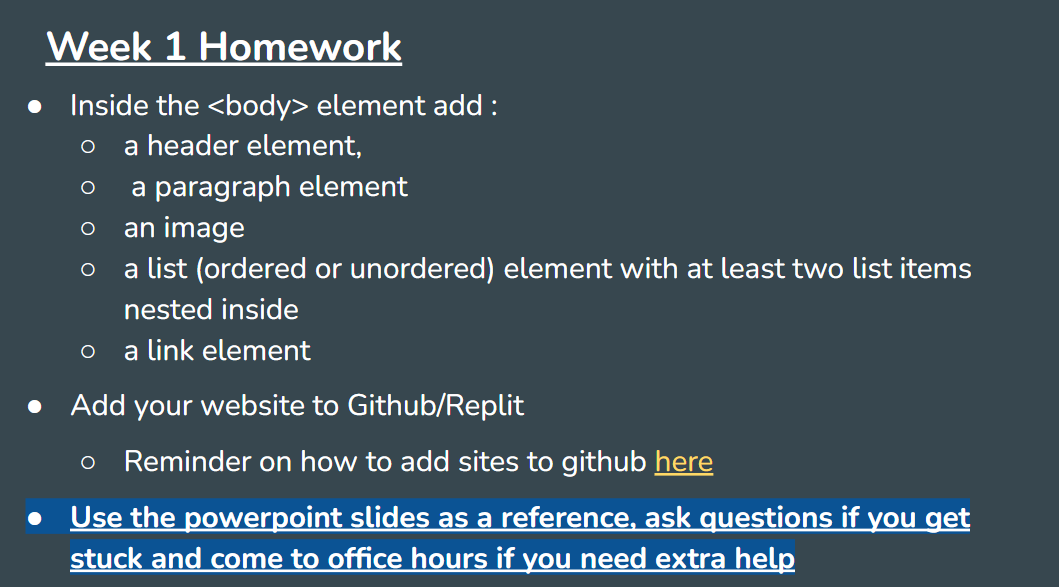 Week 1 Homework
● Inside the <body> element add :
○ a header element,
○ a paragraph element
○ an image
○ a list (ordered or unordered) element with at least two list items
nested inside
○ a link element
● Add your website to Github/Replit
○ Reminder on how to add sites to github here
● Use the powerpoint slides as a reference, ask questions if you get
stuck and come to office hours if you need extra help